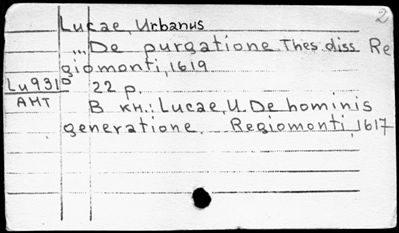 2
Lucae, Urbanus
... De purgatione. Thes. diss. Re
giomonti, 1619
Lu931° 22 p.
AMT B кн.: Lucae, U. De hominis
generatione. Regiomonti, 1617